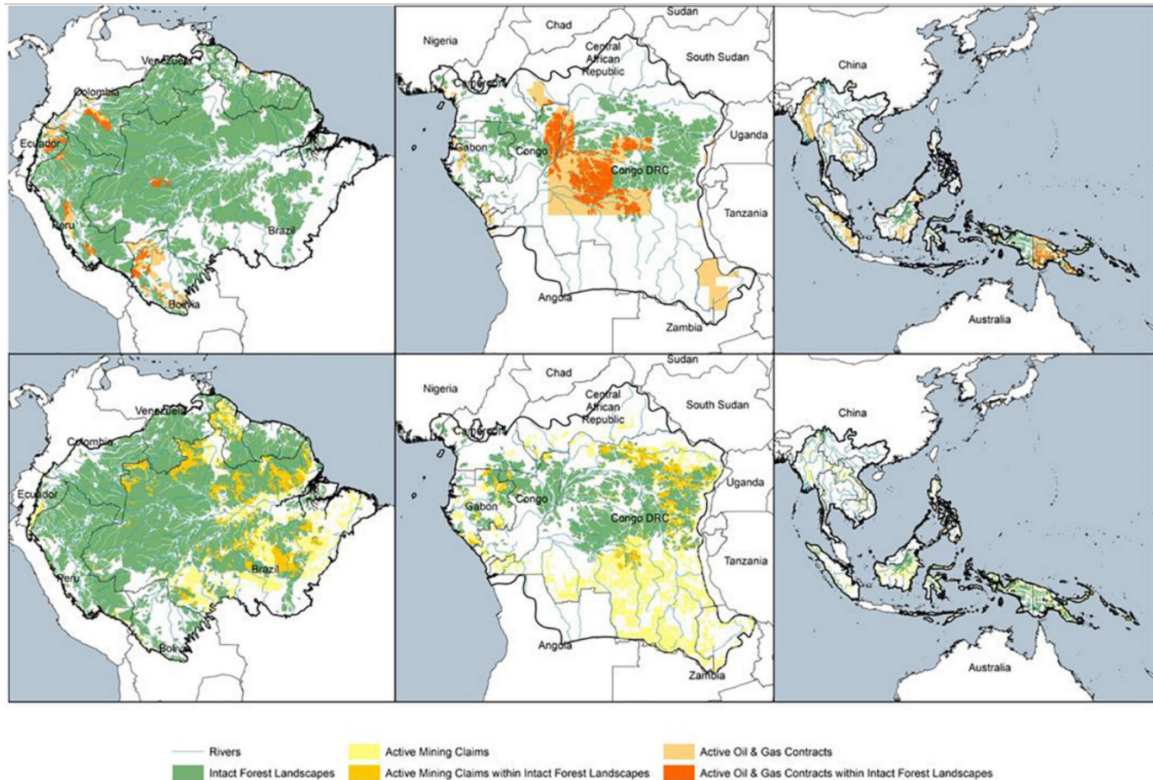 Sudan
Chad
Nigeria
Central
African
Republic
South Sudan
Venezuela
Cameroon
China
Colombia
Uganda
Ecuador
Gabon
Congo
Congo DRC
Tanzania
Peru
Brazil
Bolivia
Angola
Zambia
Australia
Sudan
Chad
Nigeria
Central
African
Republic
South Sudan
Venezuela
Cameroon
China
Colombia
Uganda
Ecuador
Gabon
Congo
Congo DRC
Tanzania
Peru
Brazil
Bolivia
Angola
Zambia
Australia
Rivers
Active Mining Claims
Active Oil & Gas Contracts
Intact Forest Landscapes
Active Mining Claims within Intact Forest Landscapes
Active Oil & Gas Contracts within Intact Forest Landscapes